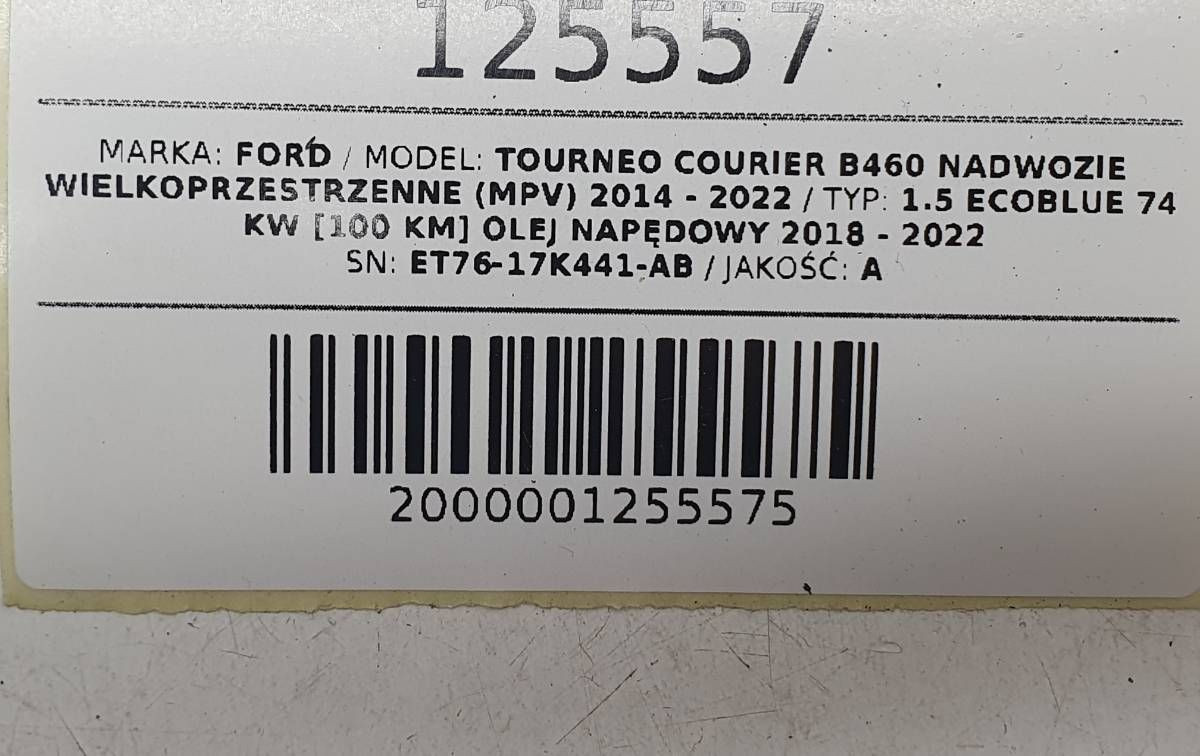 125557
MARKA: FORD / MODEL: TOURNEO COURIER B460 NADWOZIE
WIELKOPRZESTRZENNE (MPV) 2014 - 2022 / TYP: 1.5 ECOBLUE 74
KW [100 KM] OLEJ NAPĘDOWY 2018 - 2022
SN: ET76-17K441-AB / JAKOŚĆ: A
2000001255575